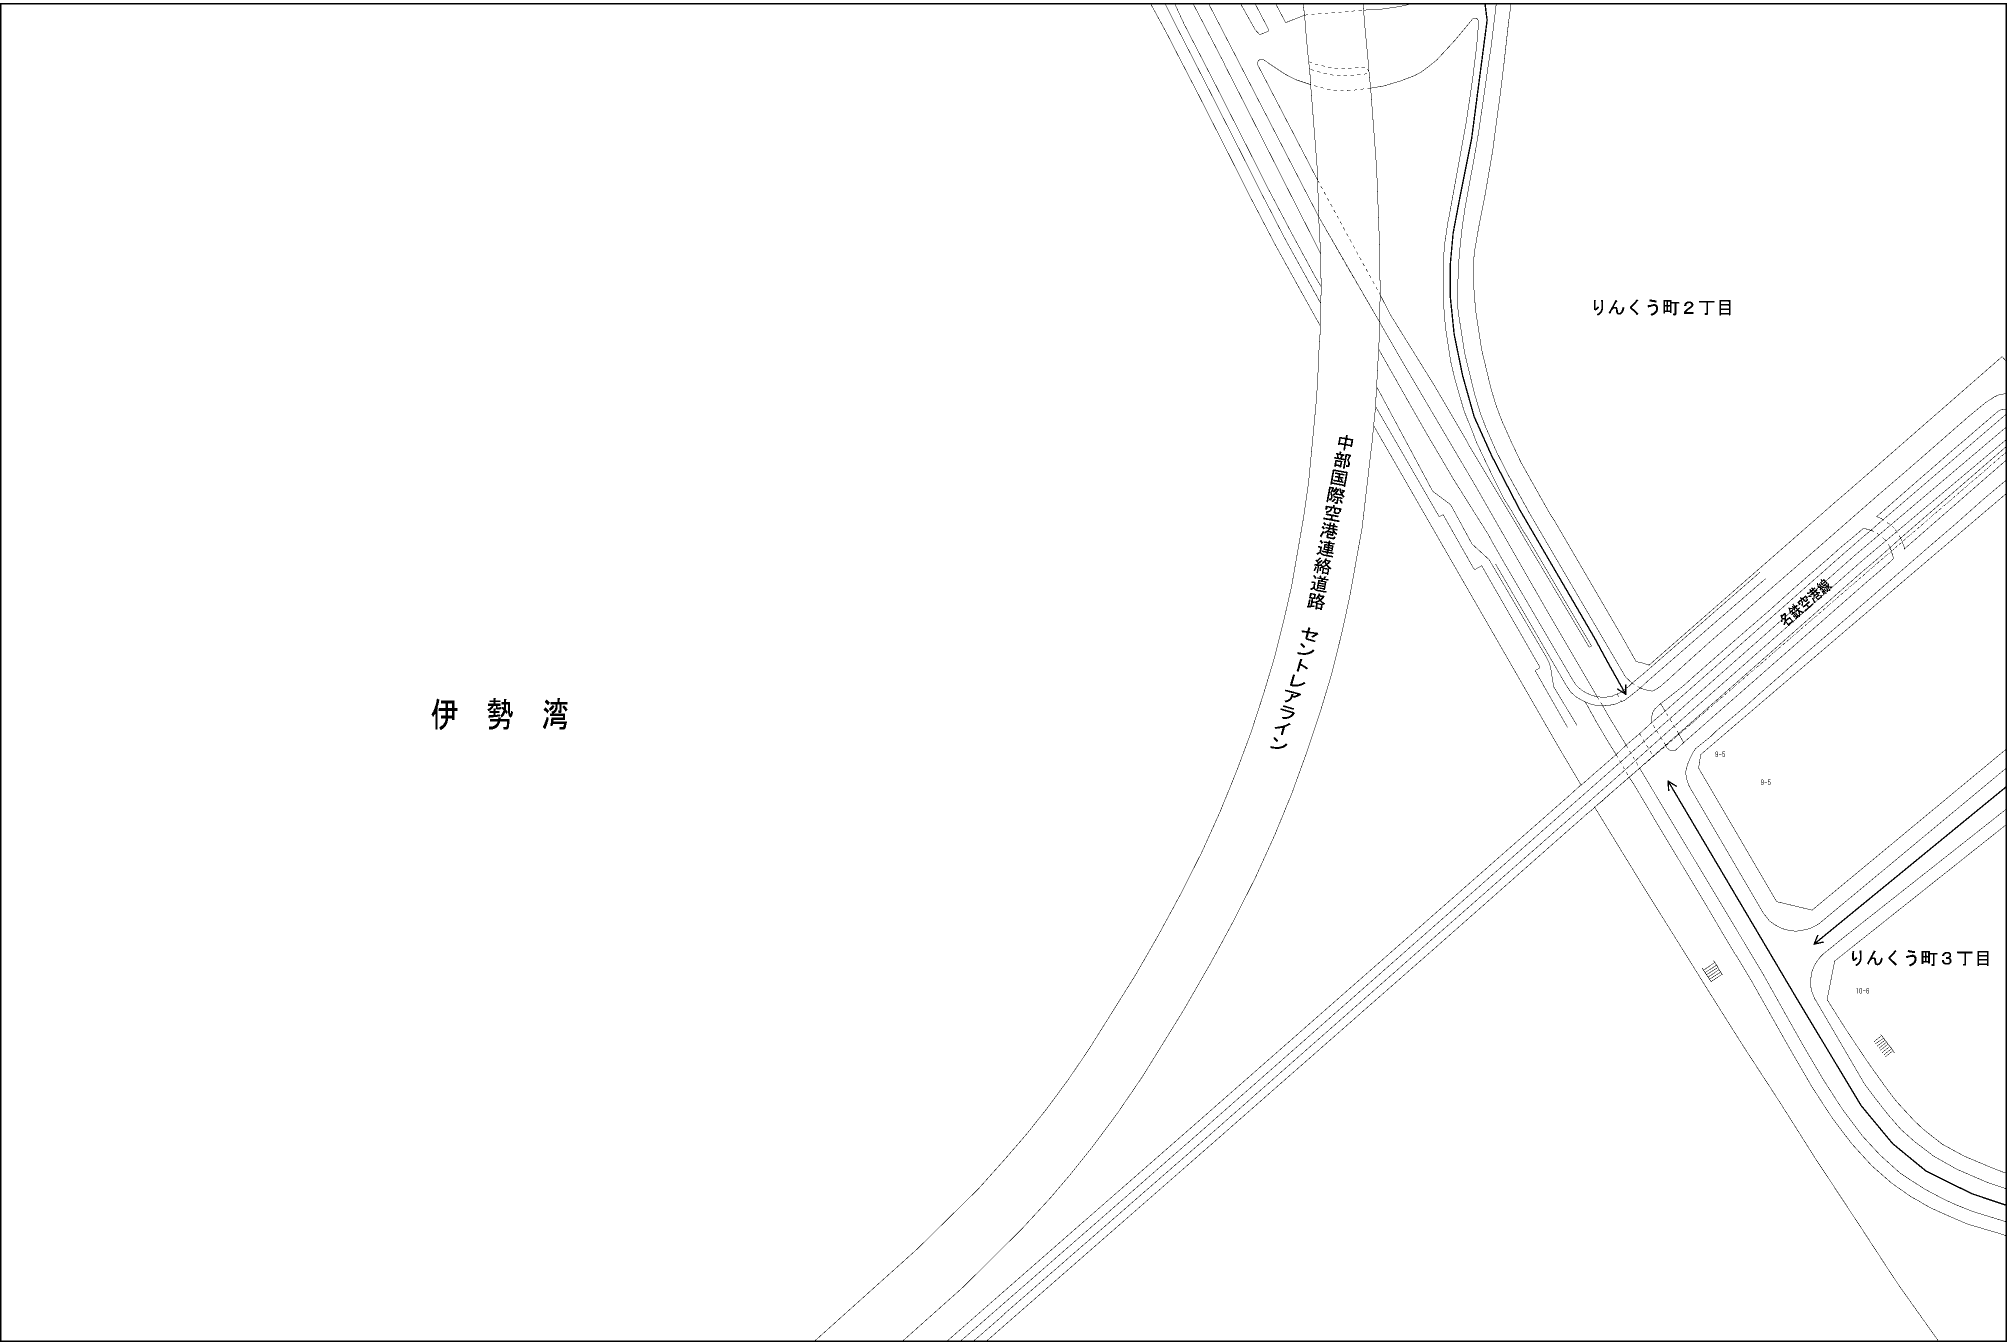 りんくう町２丁目
中部国際空港連絡道路　セントレアライン
名鉄空港線
伊　勢　湾
9-5
9-5
りんくう町３丁目
10-6